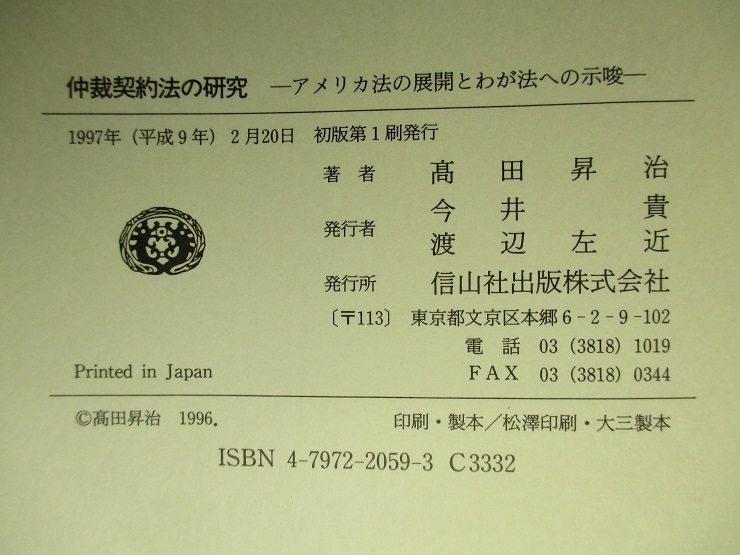 仲裁契約法の研究 ―アメリカ法の展開とわが法への示唆―
1997年(平成9年)2月20日 初版第1刷発行
著者 髙田昇治
発行者 今井貴
渡辺左近
発行所 信山社出版株式会社
〔〒113〕 東京都文京区本郷6-2-9-102
電話 03(3818)1019
FAX 03(3818)0344
Printed in Japan
©髙田昇治 1996.
印刷・製本/松澤印刷・大三製本
ISBN 4-7972-2059-3 C3332